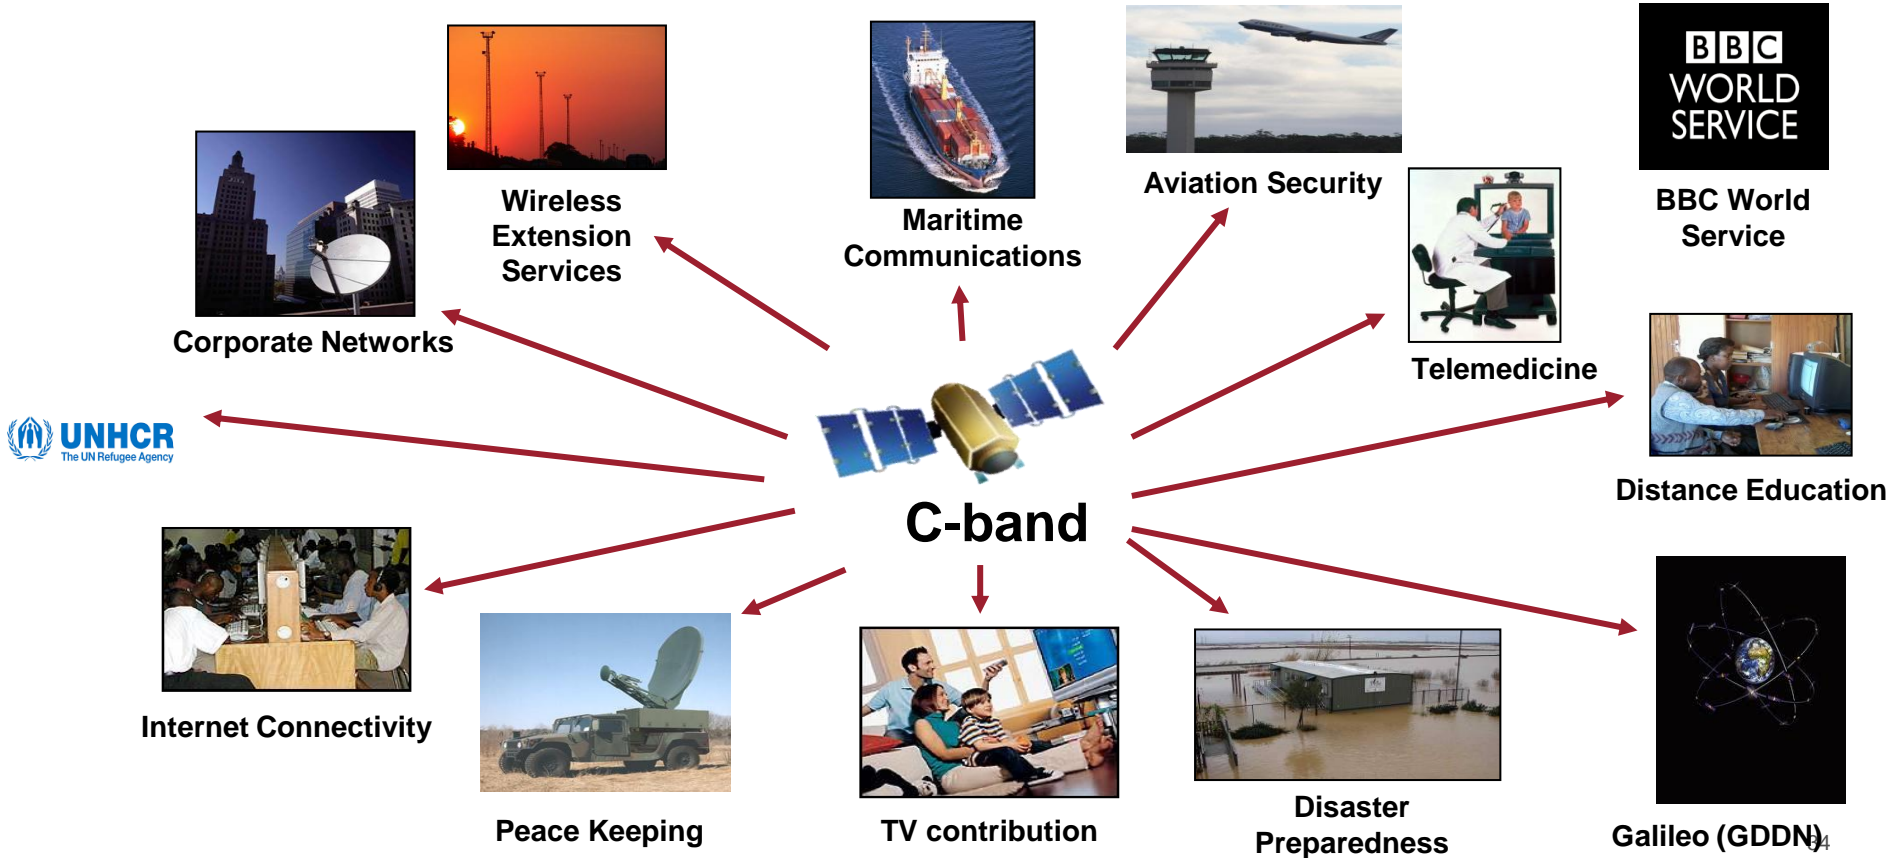 BBC
WORLD
SERVICE
Aviation Security
BBC World
Service
Wireless
Extension
Services
Maritime
Communications
Corporate Networks
Telemedicine
UNHCR
The UN Refugee Agency
Distance Education
C-band
Internet Connectivity
Peace Keeping
TV contribution
Disaster
Preparedness
Galileo (GDDN)
34